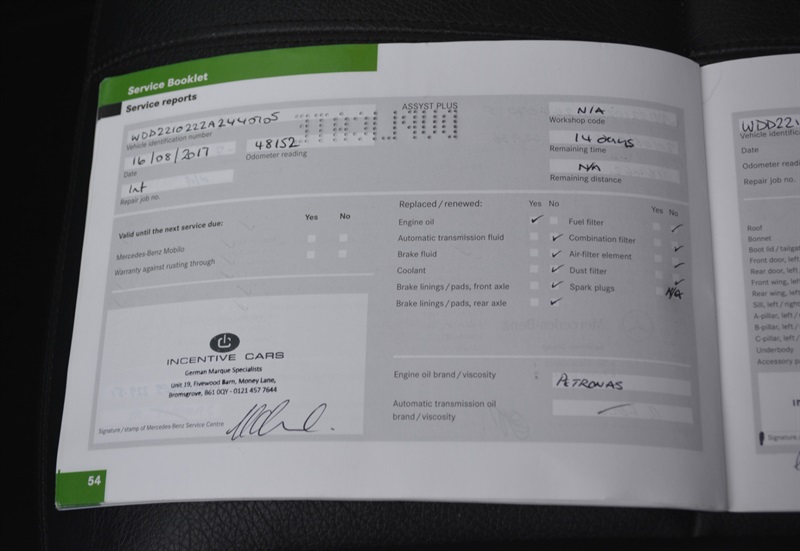 Service Booklet
Service reports
ASSYST PLUS
WDD2210222A2440705
Vehicle identification number
16/08/2017
Date
48152
Odometer reading
Int
Repair job no.
N/A
Workshop code
14 days
Remaining time
N/A
Remaining distance
Valid until the next service due:
Yes No
Mercedes-Benz Mobilo
Warranty against rusting through
Replaced / renewed:
Yes No
Yes No
Engine oil
Fuel filter
Automatic transmission fluid
Combination filter
Brake fluid
Air-filter element
Coolant
Dust filter
Brake linings / pads, front axle
Spark plugs
N/A
Brake linings / pads, rear axle
INCENTIVE CARS
German Marque Specialists
Unit 19, Fivewood Barn, Money Lane,
Bromsgrove, B61 0QY - 0121 457 7644
Signature / stamp of Mercedes-Benz Service Centre
Engine oil brand / viscosity
PETRONAS
Automatic transmission oil
brand / viscosity
54
WDD221
Vehicle identific
Date
Odometer readi
Repair job no.
Roof
Bonnet
Boot lid / tailgat
Front door, left
Rear door, left
Front wing, left
Rear wing, left
Sill, left / right
A-pillar, left /
B-pillar, left /
C-pillar, left /
Underbody
Accessory p
IN
Signature